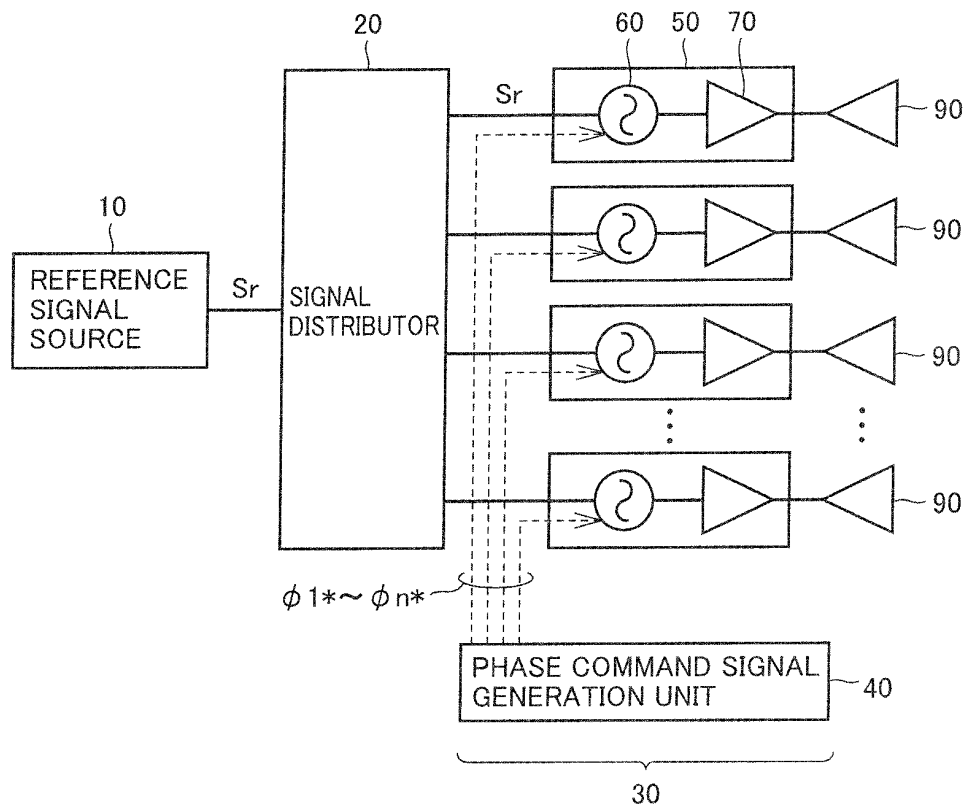 20
60
50
70
Sr
90
10
REFERENCE
SIGNAL
SOURCE
Sr
SIGNAL
DISTRIBUTOR
90
90
90
φ1*~φn*
PHASE COMMAND SIGNAL
GENERATION UNIT
40
30